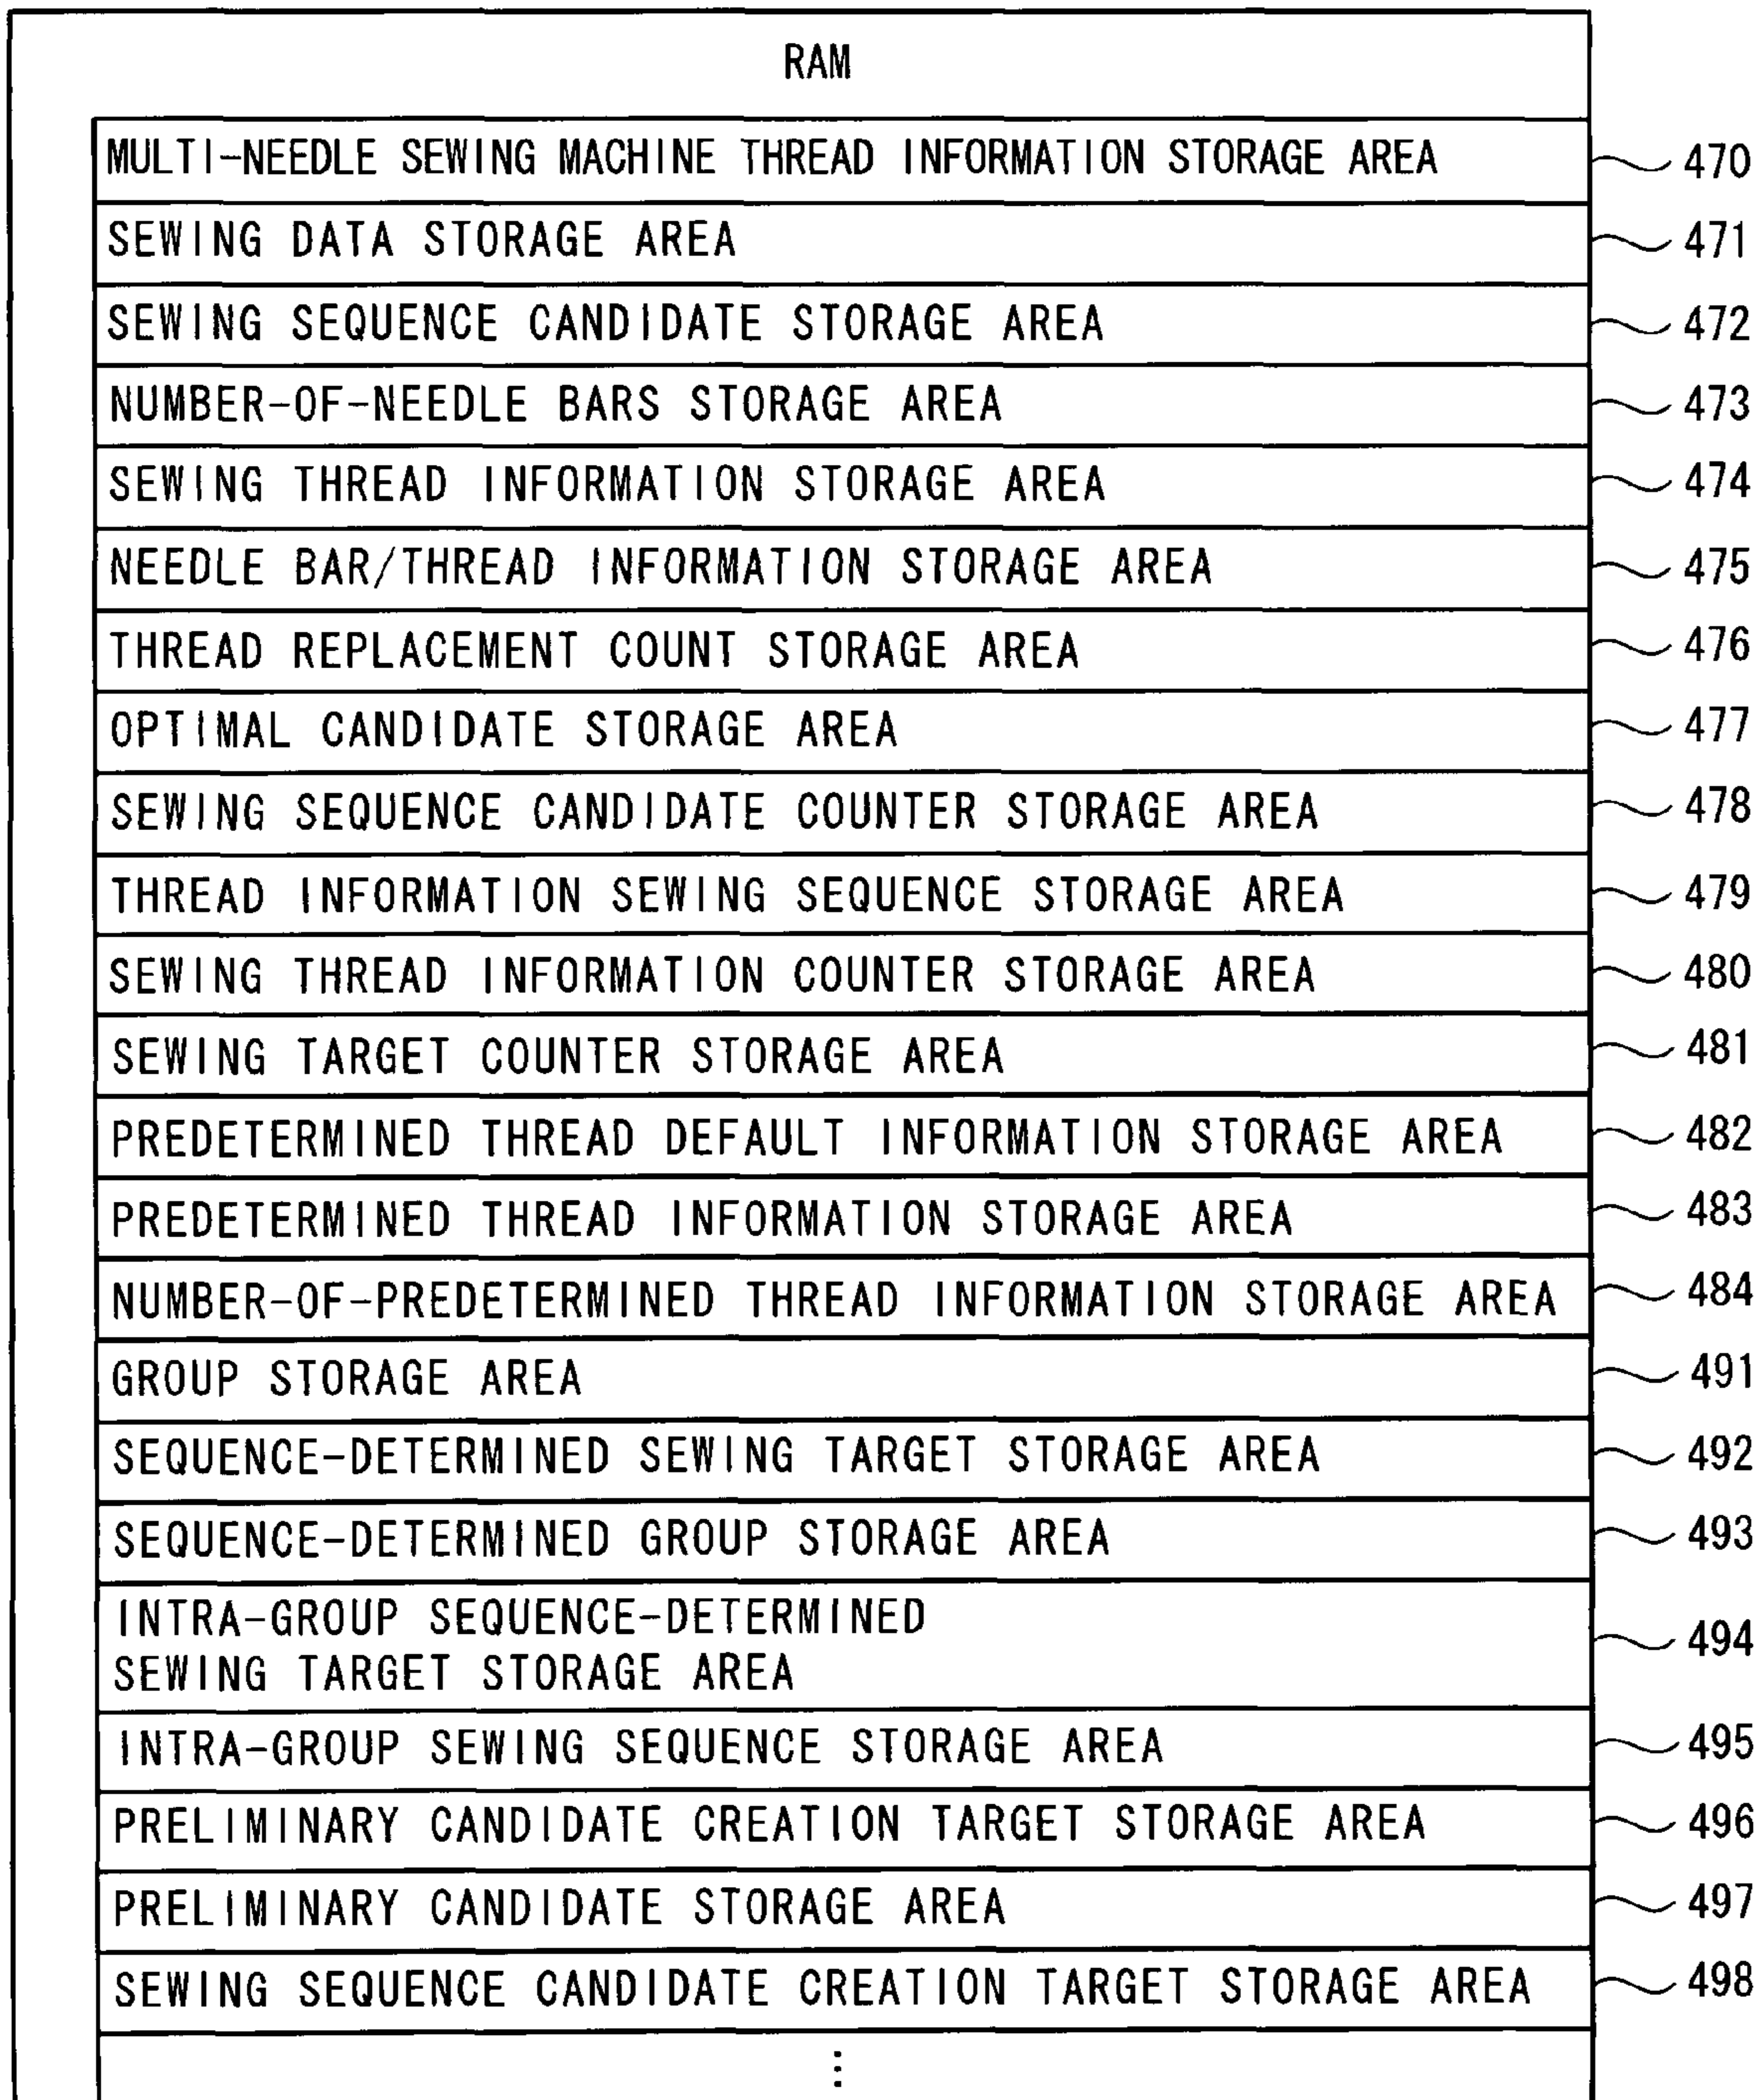 RAM
MULTI-NEEDLE SEWING MACHINE THREAD INFORMATION STORAGE AREA 470
SEWING DATA STORAGE AREA 471
SEWING SEQUENCE CANDIDATE STORAGE AREA 472
NUMBER-OF-NEEDLE BARS STORAGE AREA 473
SEWING THREAD INFORMATION STORAGE AREA 474
NEEDLE BAR/THREAD INFORMATION STORAGE AREA 475
THREAD REPLACEMENT COUNT STORAGE AREA 476
OPTIMAL CANDIDATE STORAGE AREA 477
SEWING SEQUENCE CANDIDATE COUNTER STORAGE AREA 478
THREAD INFORMATION SEWING SEQUENCE STORAGE AREA 479
SEWING THREAD INFORMATION COUNTER STORAGE AREA 480
SEWING TARGET COUNTER STORAGE AREA 481
PREDETERMINED THREAD DEFAULT INFORMATION STORAGE AREA 482
PREDETERMINED THREAD INFORMATION STORAGE AREA 483
NUMBER-OF-PREDETERMINED THREAD INFORMATION STORAGE AREA 484
GROUP STORAGE AREA 491
SEQUENCE-DETERMINED SEWING TARGET STORAGE AREA 492
SEQUENCE-DETERMINED GROUP STORAGE AREA 493
INTRA-GROUP SEQUENCE-DETERMINED
SEWING TARGET STORAGE AREA 494
INTRA-GROUP SEWING SEQUENCE STORAGE AREA 495
PRELIMINARY CANDIDATE CREATION TARGET STORAGE AREA 496
PRELIMINARY CANDIDATE STORAGE AREA 497
SEWING SEQUENCE CANDIDATE CREATION TARGET STORAGE AREA 498
⋮